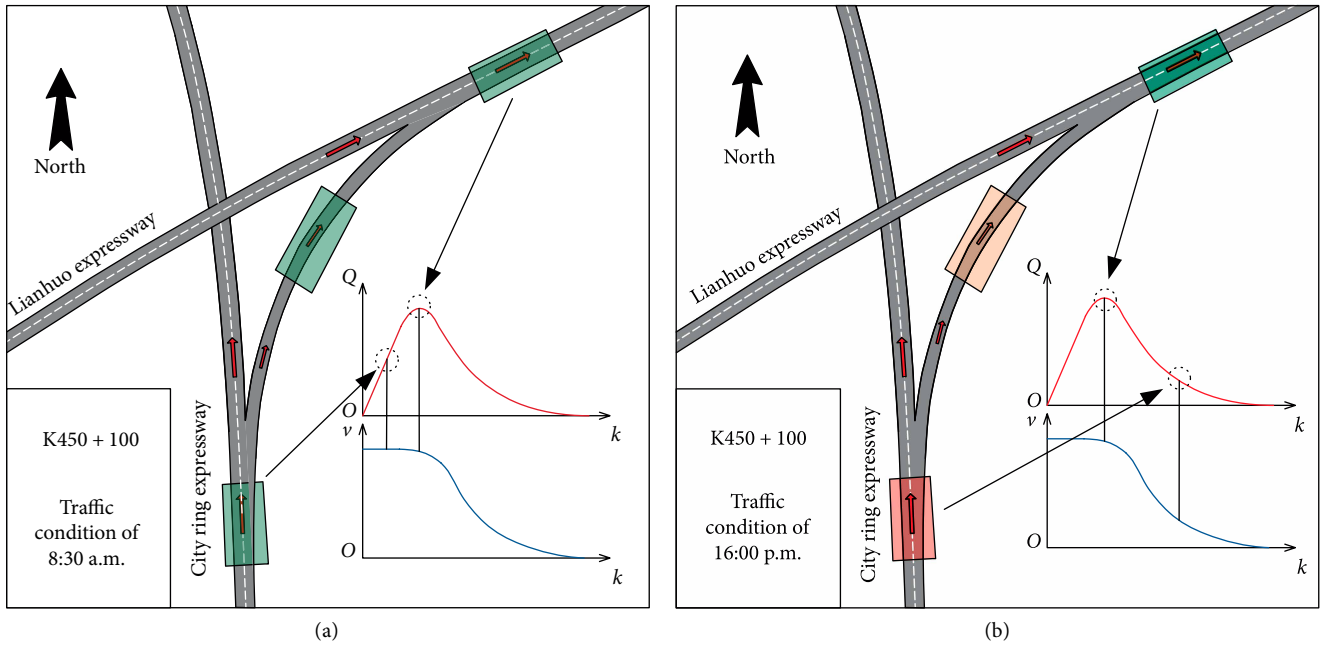 North
Lianhuo expressway
City ring expressway
K450 + 100
Traffic
condition of
8:30 a.m.
Q
O
k
v
O
k
(a)
North
Lianhuo expressway
City ring expressway
K450 + 100
Traffic
condition of
16:00 p.m.
Q
O
k
v
O
k
(b)